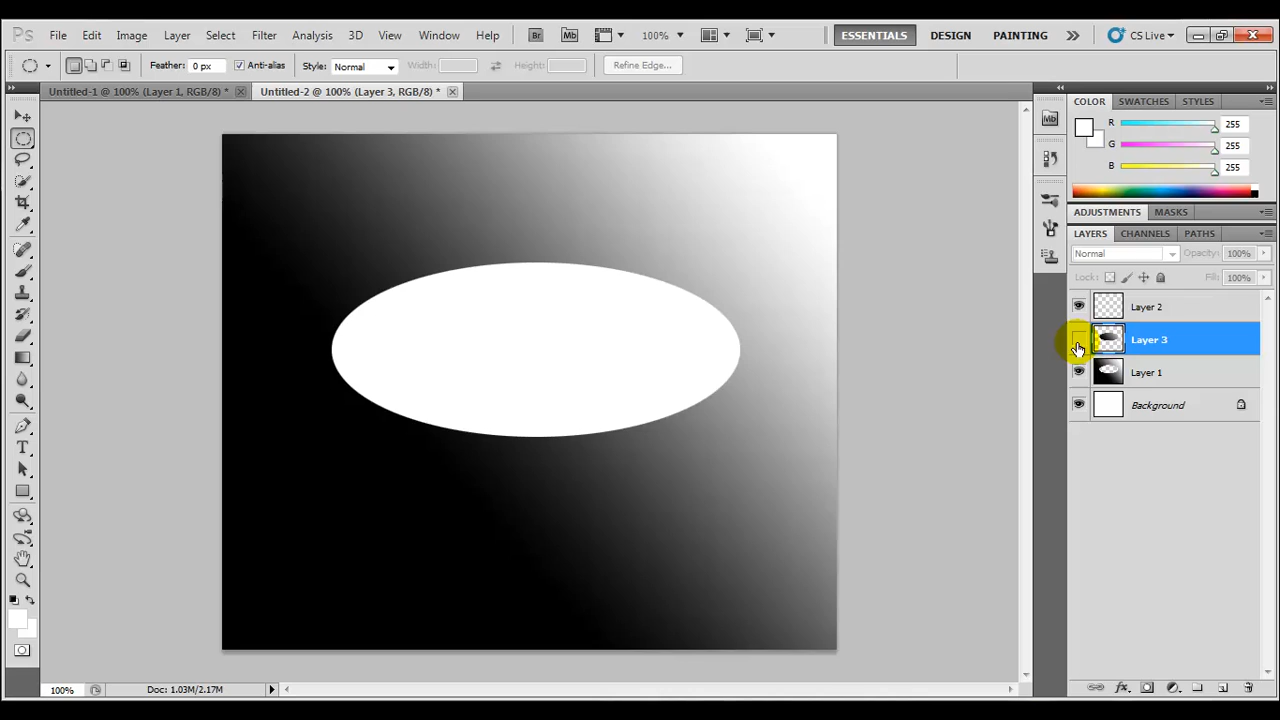 Ps File Edit Image Layer Select Filter Analysis 3D View Window Help Br Mb 100% ESSENTIALS DESIGN PAINTING CS Live
Feather: 0 px Anti-alias Style: Normal Width: Height: Refine Edge...
Untitled-1 @ 100% (Layer 1, RGB/8) * Untitled-2 @ 100% (Layer 3, RGB/8) *
COLOR SWATCHES STYLES
Mb
R 255
G 255
B 255
ADJUSTMENTS MASKS
LAYERS CHANNELS PATHS
Normal Opacity: 100%
Lock: Fill: 100%
Layer 2
Layer 3
Layer 1
Background
100% Doc: 1.03M/2.17M